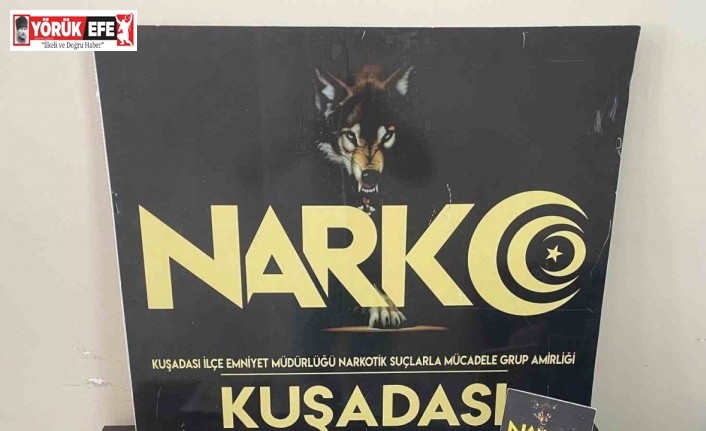 YÖRÜK EFE
"İlkeli ve Doğru Haber"
NARKO
KUŞADASI İLÇE EMNİYET MÜDÜRLÜĞÜ NARKOTİK SUÇLARLA MÜCADELE GRUP AMİRLİĞİ
KUŞADASI